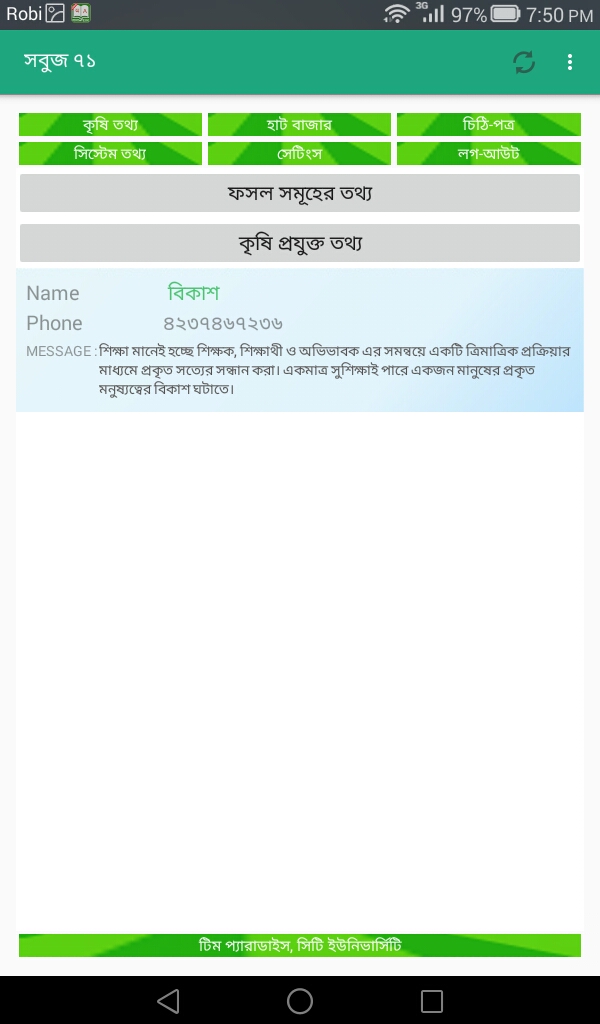 Robi 3G 97% 7:50 PM
সবুজ ৭১
কৃষি তথ্য হাট বাজার চিঠি-পত্র
সিস্টেম তথ্য সেটিংস লগ-আউট
ফসল সমূহের তথ্য
কৃষি প্রযুক্ত তথ্য
Name বিকাশ
Phone ৪২৩৭৪৬৭২৩৬
MESSAGE : শিক্ষা মানেই হচ্ছে শিক্ষক, শিক্ষাথী ও অভিভাবক এর সমন্বয়ে একটি ত্রিমাত্রিক প্রক্রিয়ার
মাধ্যমে প্রকৃত সত্যের সন্ধান করা। একমাত্র সুশিক্ষাই পারে একজন মানুষের প্রকৃত
মনুষ্যত্বের বিকাশ ঘটাতে।
টিম প্যারাডাইস, সিটি ইউনিভার্সিটি